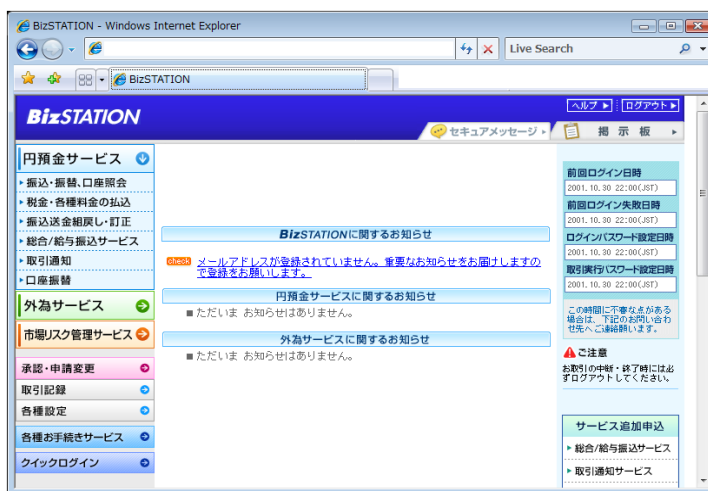 BizSTATION - Windows Internet Explorer
Live Search
BizSTATION
BizSTATION
ヘルプ
ログアウト
セキュアメッセージ
掲示板
円預金サービス
振込・振替、口座照会
税金・各種料金の払込
振込送金組戻し・訂正
総合/給与振込サービス
取引通知
口座振替
外為サービス
市場リスク管理サービス
承認・申請変更
取引記録
各種設定
各種お手続きサービス
クイックログイン
BizSTATIONに関するお知らせ
check メールアドレスが登録されていません。重要なお知らせをお届けしますの
で登録をお願いします。
円預金サービスに関するお知らせ
■ただいま お知らせはありません。
外為サービスに関するお知らせ
■ただいま お知らせはありません。
前回ログイン日時
2001.10.30 22:00(JST)
前回ログイン失敗日時
2001.10.30 22:00(JST)
ログインパスワード設定日時
2001.10.30 22:00(JST)
取引実行パスワード設定日時
2001.10.30 22:00(JST)
この時間に不審な点がある
場合は、下記のお問い合わ
せ先へご連絡願います。
ご注意
お取引の中断・終了時には必
ずログアウトしてください。
サービス追加申込
総合/給与振込サービス
取引通知サービス